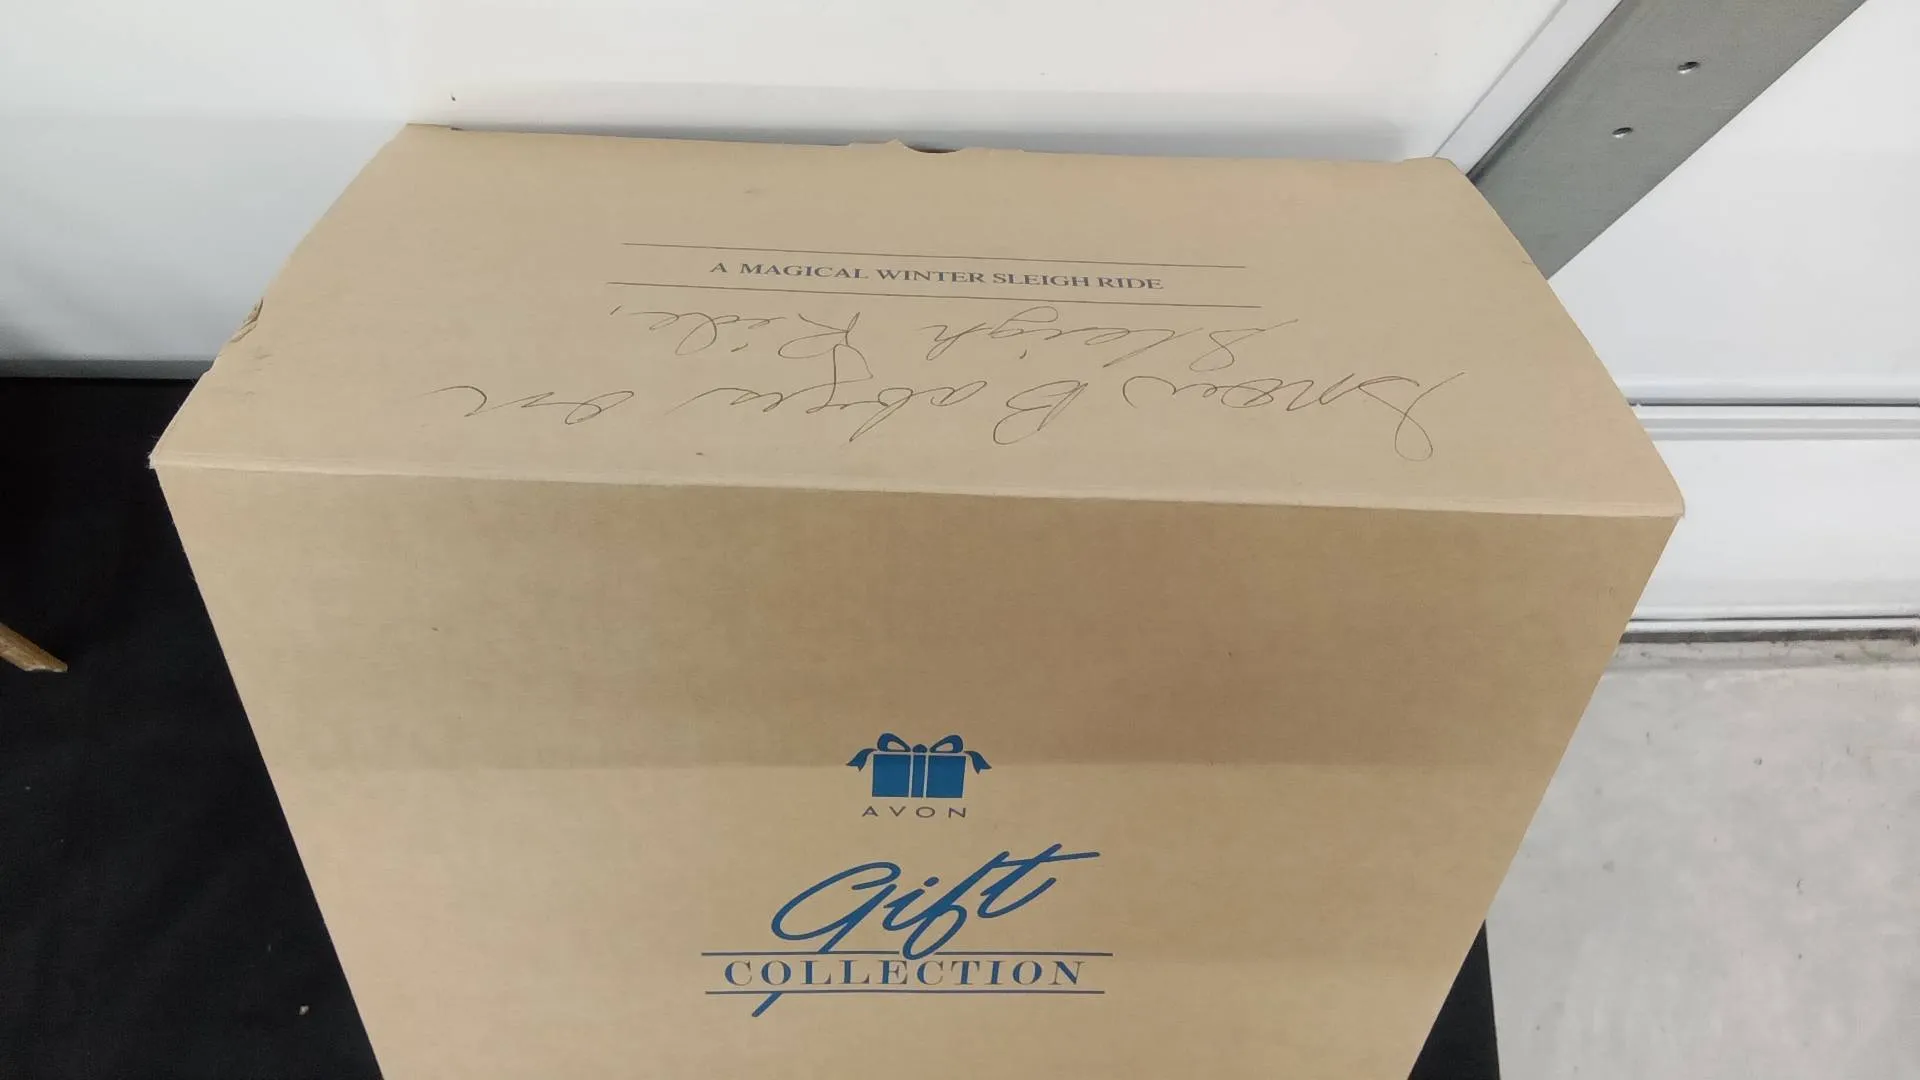 A MAGICAL WINTER SLEIGH RIDE
Snow Babies on
Sleigh Ride.
AVON
Gift
COLLECTION